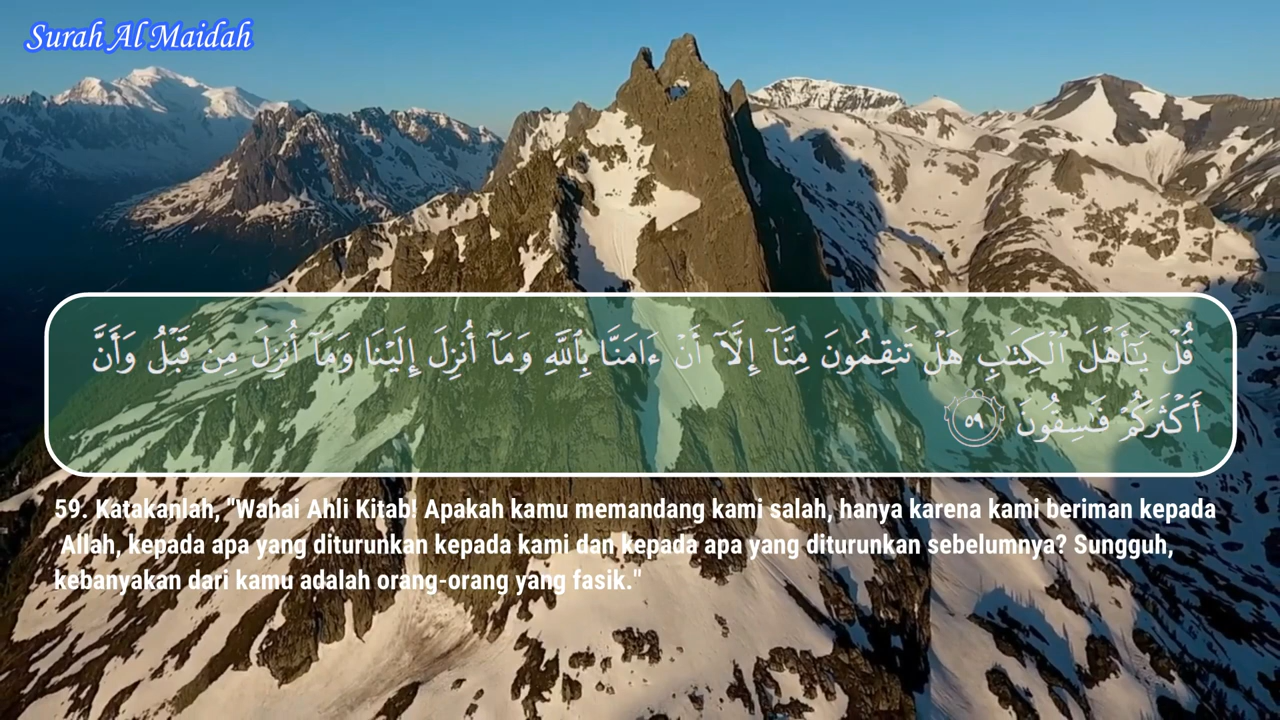 Surah Al Maidah
قُلْ يَـٰٓأَهْلَ ٱلْكِتَـٰبِ هَلْ تَنقِمُونَ مِنَّآ إِلَّآ أَنْ ءَامَنَّا بِٱللَّهِ وَمَآ أُنزِلَ إِلَيْنَا وَمَآ أُنزِلَ مِن قَبْلُ وَأَنَّ
أَكْثَرَكُمْ فَـٰسِقُونَ ٥٩
59. Katakanlah, "Wahai Ahli Kitab! Apakah kamu memandang kami salah, hanya karena kami beriman kepada
Allah, kepada apa yang diturunkan kepada kami dan kepada apa yang diturunkan sebelumnya? Sungguh,
kebanyakan dari kamu adalah orang-orang yang fasik."